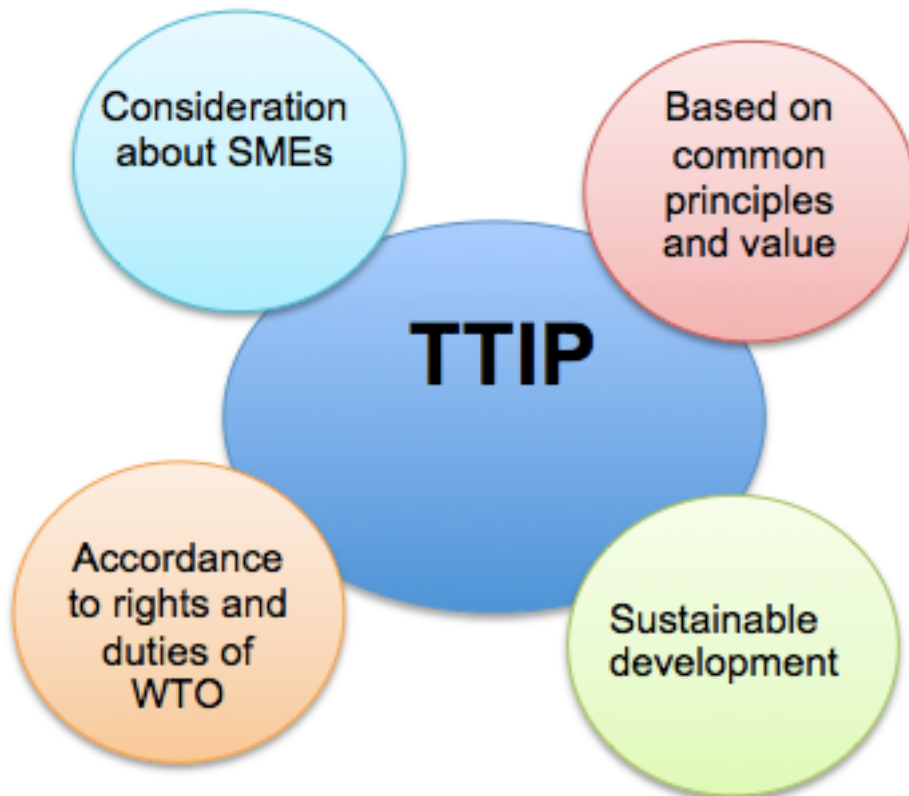 Consideration
about SMEs
Based on
common
principles
and value
TTIP
Accordance
to rights and
duties of
WTO
Sustainable
development